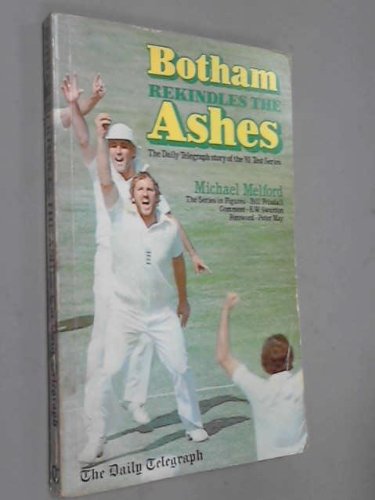 Botham
REKINDLES THE
Ashes
The Daily Telegraph story of the '81 Test Series
Michael Melford
The Series in Figures - Bill Frindall
Comment - E.W. Swanton
Foreword - Peter May
The Daily Telegraph